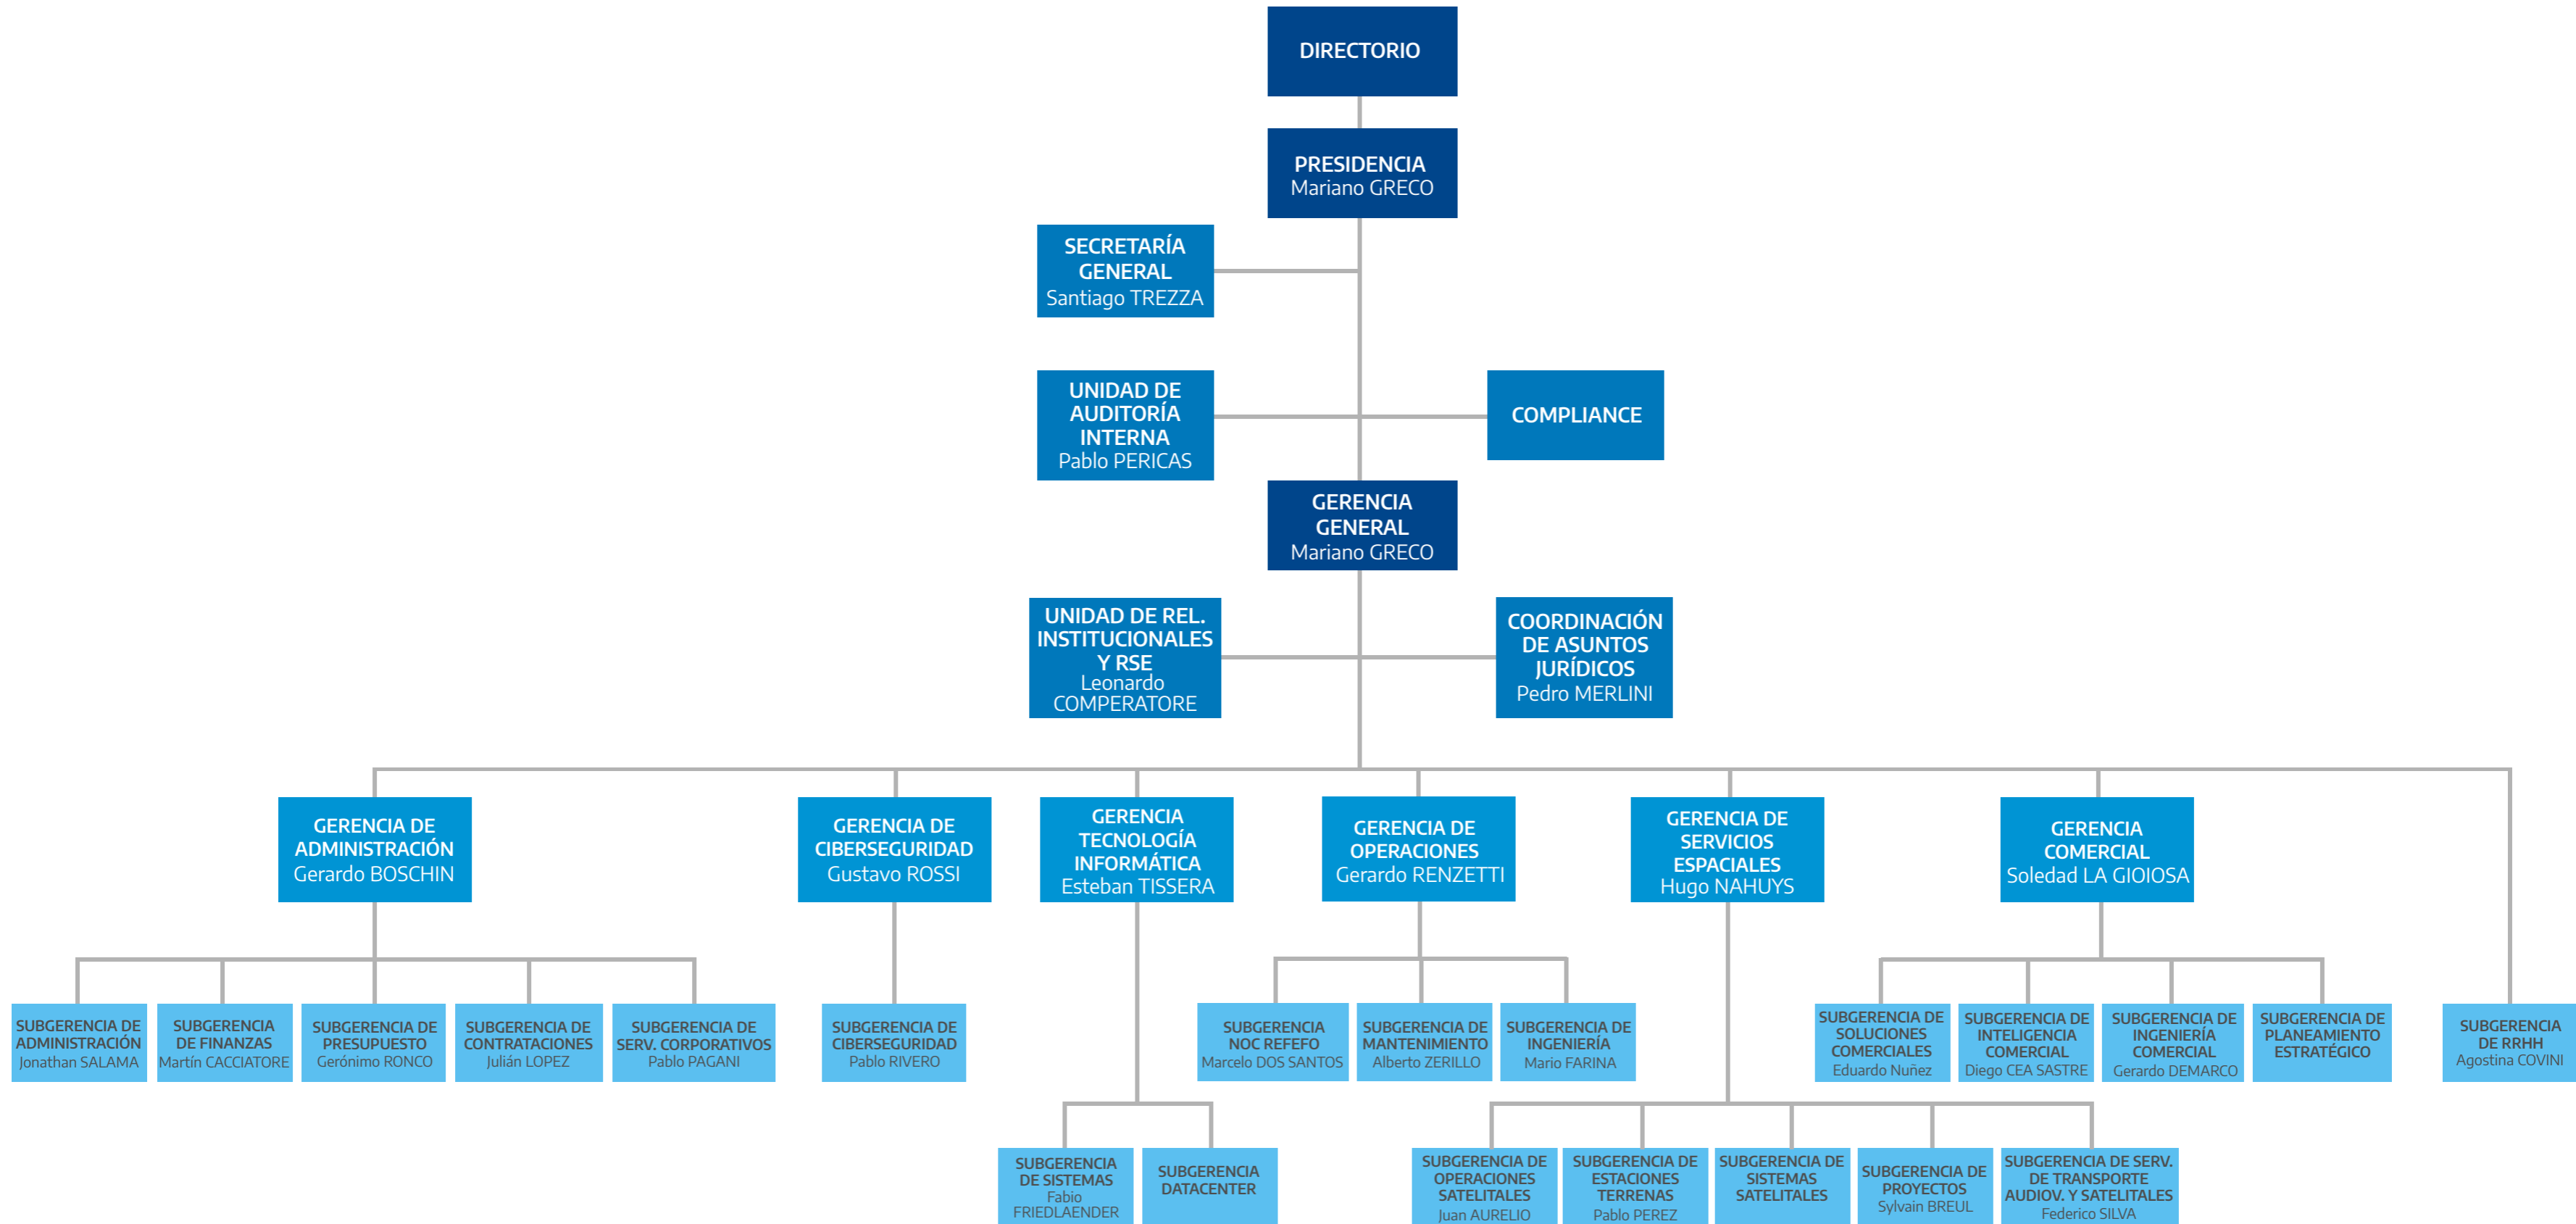 DIRECTORIO
PRESIDENCIA
Mariano GRECO
SECRETARÍA
GENERAL
Santiago TREZZA
UNIDAD DE
AUDITORÍA
INTERNA
Pablo PERICAS
COMPLIANCE
GERENCIA
GENERAL
Mariano GRECO
UNIDAD DE REL.
INSTITUCIONALES
Y RSE
Leonardo
COMPERATORE
COORDINACIÓN
DE ASUNTOS
JURÍDICOS
Pedro MERLINI
GERENCIA DE
ADMINISTRACIÓN
Gerardo BOSCHIN
GERENCIA DE
CIBERSEGURIDAD
Gustavo ROSSI
GERENCIA
TECNOLOGÍA
INFORMÁTICA
Esteban TISSERA
GERENCIA DE
OPERACIONES
Gerardo RENZETTI
GERENCIA DE
SERVICIOS
ESPACIALES
Hugo NAHUYS
GERENCIA
COMERCIAL
Soledad LA GIOIOSA
SUBGERENCIA DE
ADMINISTRACIÓN
Jonathan SALAMA
SUBGERENCIA
DE FINANZAS
Martín CACCIATORE
SUBGERENCIA DE
PRESUPUESTO
Gerónimo RONCO
SUBGERENCIA DE
CONTRATACIONES
Julián LOPEZ
SUBGERENCIA DE
SERV. CORPORATIVOS
Pablo PAGANI
SUBGERENCIA DE
CIBERSEGURIDAD
Pablo RIVERO
SUBGERENCIA
NOC REFEFO
Marcelo DOS SANTOS
SUBGERENCIA DE
MANTENIMIENTO
Alberto ZERILLO
SUBGERENCIA DE
INGENIERÍA
Mario FARINA
SUBGERENCIA DE
SOLUCIONES
COMERCIALES
Eduardo Nuñez
SUBGERENCIA DE
INTELIGENCIA
COMERCIAL
Diego CEA SASTRE
SUBGERENCIA DE
INGENIERÍA
COMERCIAL
Gerardo DEMARCO
SUBGERENCIA DE
PLANEAMIENTO
ESTRATÉGICO
SUBGERENCIA
DE RRHH
Agostina COVINI
SUBGERENCIA
DE SISTEMAS
Fabio
FRIEDLAENDER
SUBGERENCIA
DATACENTER
SUBGERENCIA DE
OPERACIONES
SATELITALES
Juan AURELIO
SUBGERENCIA DE
ESTACIONES
TERRENAS
Pablo PEREZ
SUBGERENCIA DE
SISTEMAS
SATELITALES
SUBGERENCIA DE
PROYECTOS
Sylvain BREUL
SUBGERENCIA DE SERV.
DE TRANSPORTE
AUDIOV. Y SATELITALES
Federico SILVA